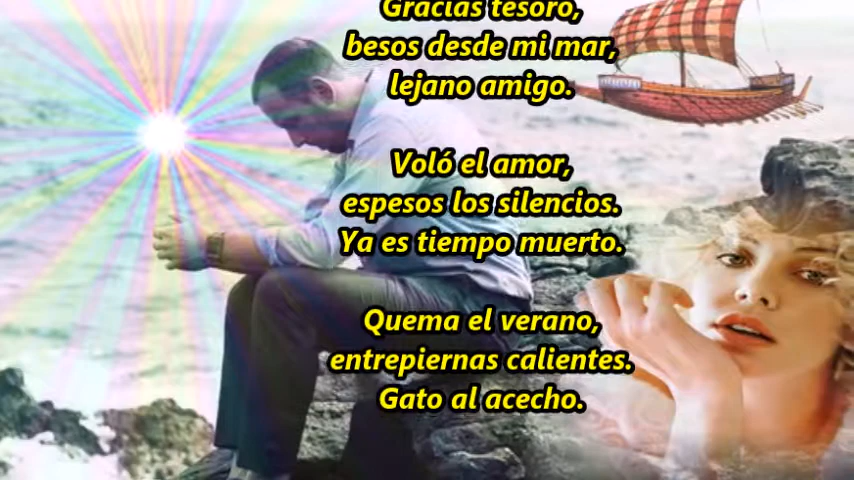 Gracias tesoro,
besos desde mi mar,
lejano amigo.
Voló el amor,
espesos los silencios.
Ya es tiempo muerto.
Quema el verano,
entrepiernas calientes.
Gato al acecho.